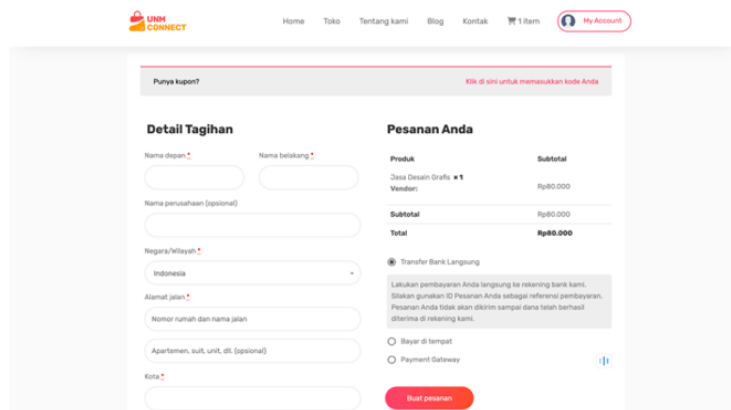 UNM
CONNECT
Home Toko Tentang kami Blog Kontak 1 item My Account
Punya kupon? Klik di sini untuk memasukkan kode Anda
Detail Tagihan
Nama depan * Nama belakang *
Nama perusahaan (opsional)
Negara/Wilayah *
Indonesia
Alamat jalan *
Nomor rumah dan nama jalan
Apartemen, suit, unit, dll. (opsional)
Kota *
Pesanan Anda
Produk Subtotal
Jasa Desain Grafis × 1
Vendor: Rp80.000
Subtotal Rp80.000
Total Rp80.000
Transfer Bank Langsung
Lakukan pembayaran Anda langsung ke rekening bank kami.
Silakan gunakan ID Pesanan Anda sebagai referensi pembayaran.
Pesanan Anda tidak akan dikirim sampai dana telah berhasil
diterima di rekening kami.
Bayar di tempat
Payment Gateway
Buat pesanan